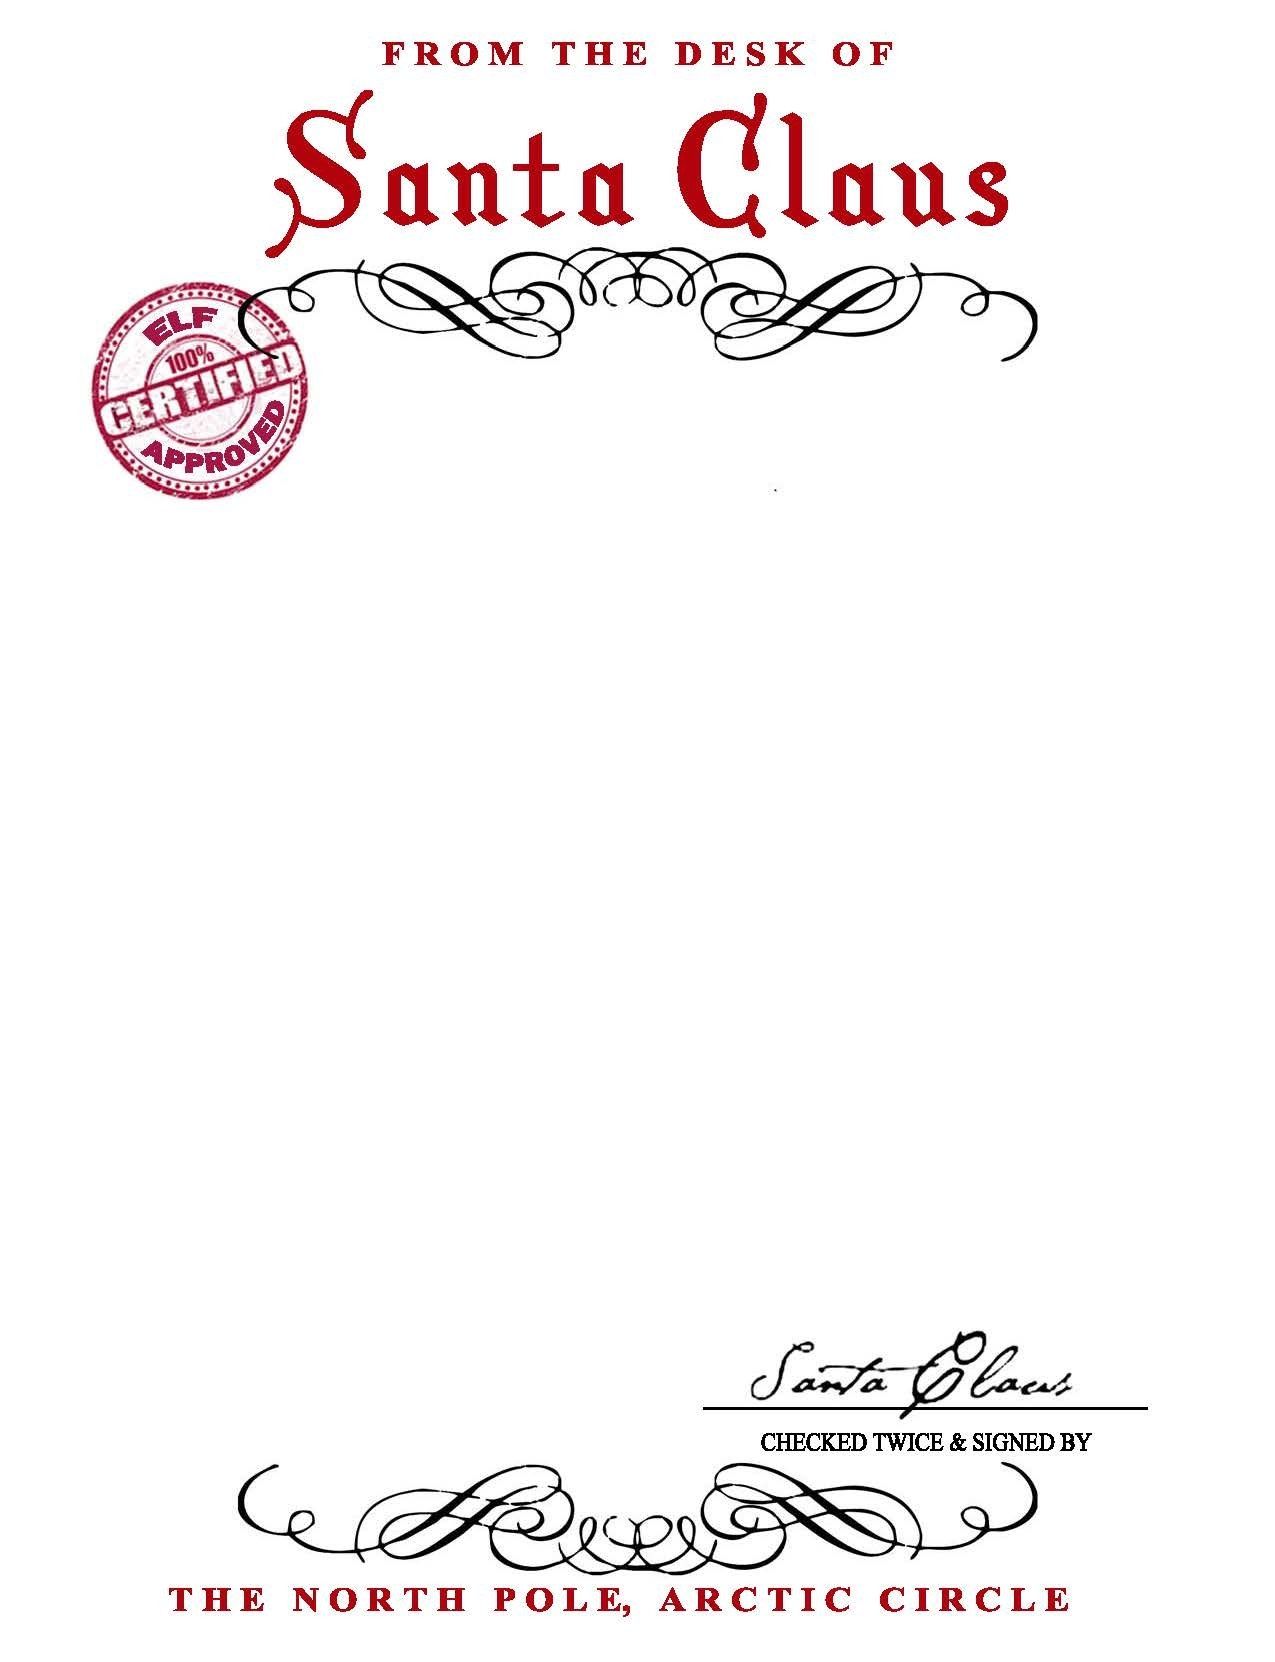 FROM THE DESK OF
Santa Claus
ELF
100%
CERTIFIED
APPROVED
Santa Claus
CHECKED TWICE & SIGNED BY
THE NORTH POLE, ARCTIC CIRCLE